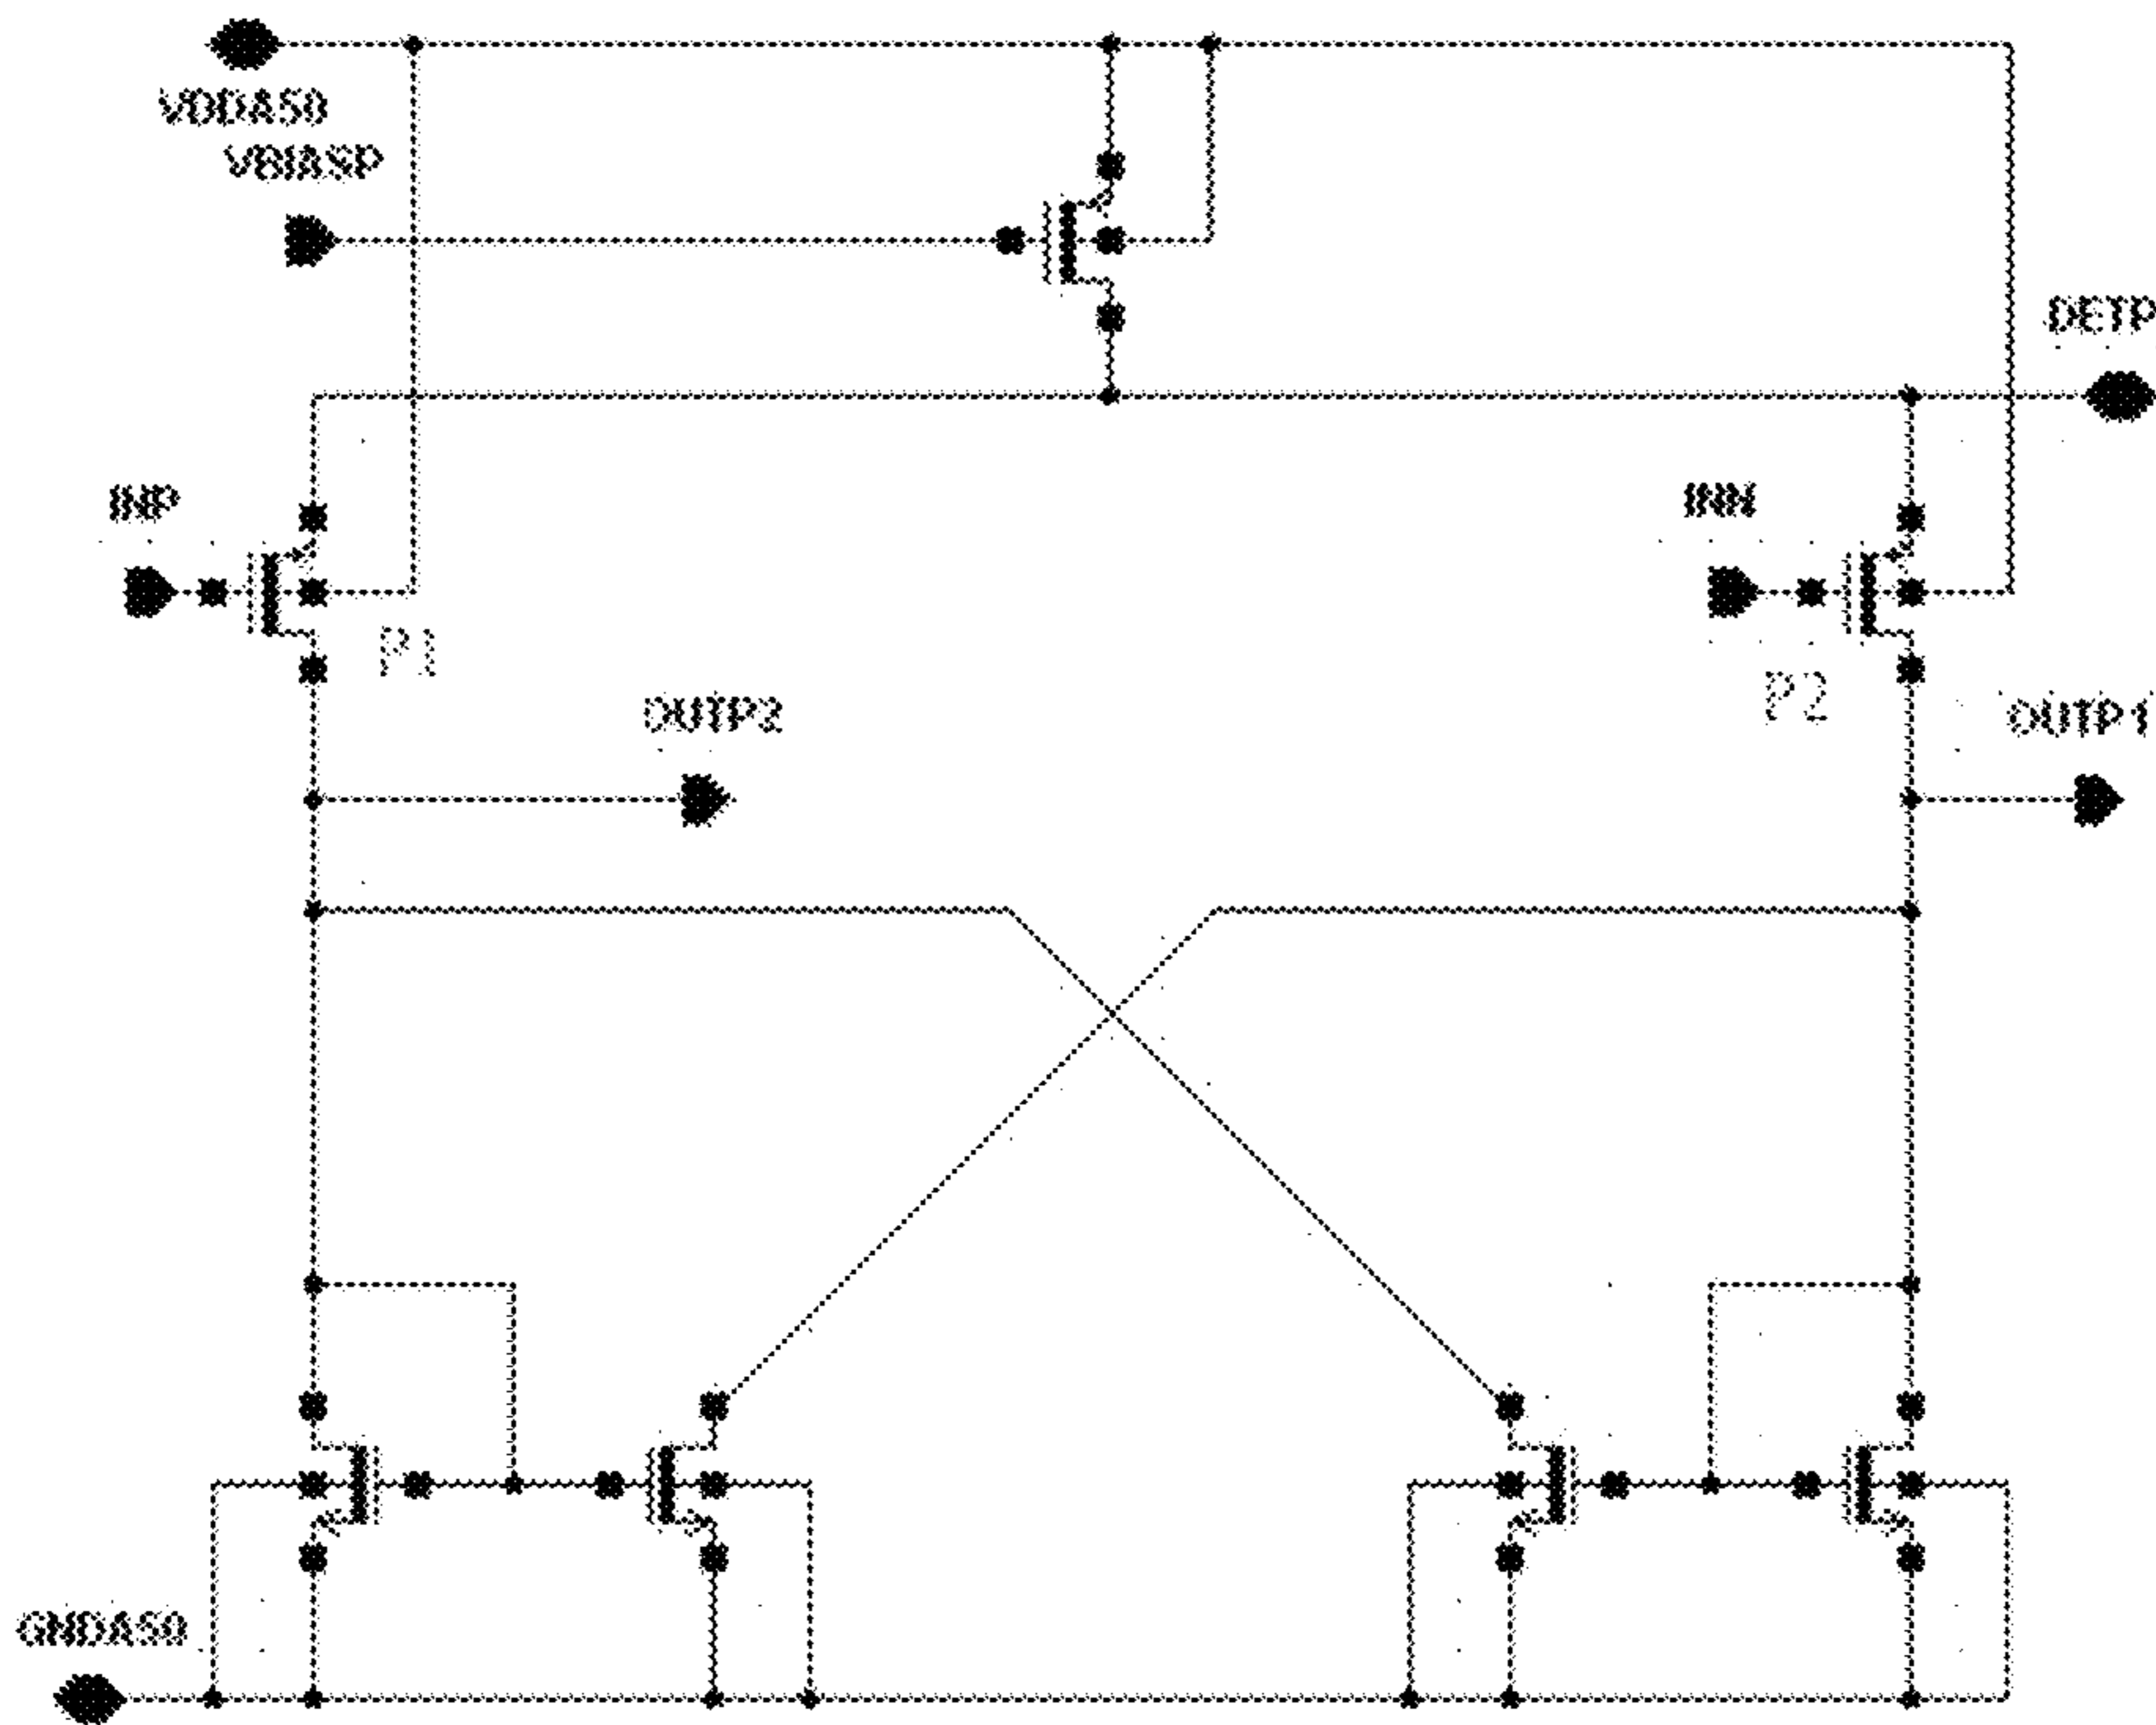 VDDA50
VBIASP
DETP
INP
INN
P1
P2
OUTP2
OUTP1
GNDA50